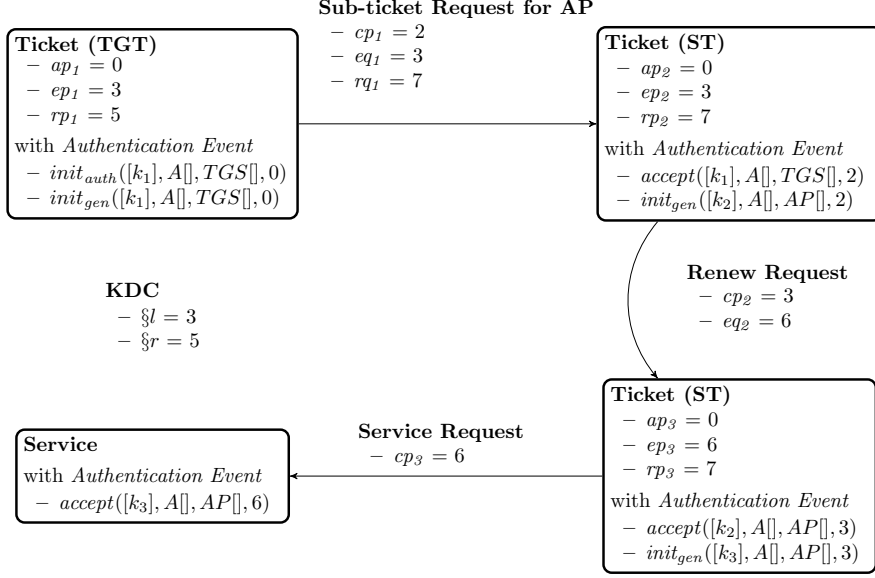 Sub-ticket Request for AP
– cp₁ = 2
– eq₁ = 3
– rq₁ = 7
Ticket (TGT)
– ap₁ = 0
– ep₁ = 3
– rp₁ = 5
with Authentication Event
– init_auth([k₁], A[], TGS[], 0)
– init_gen([k₁], A[], TGS[], 0)
Ticket (ST)
– ap₂ = 0
– ep₂ = 3
– rp₂ = 7
with Authentication Event
– accept([k₁], A[], TGS[], 2)
– init_gen([k₂], A[], AP[], 2)
Renew Request
– cp₂ = 3
– eq₂ = 6
KDC
– §l = 3
– §r = 5
Ticket (ST)
– ap₃ = 0
– ep₃ = 6
– rp₃ = 7
with Authentication Event
– accept([k₂], A[], AP[], 3)
– init_gen([k₃], A[], AP[], 3)
Service Request
– cp₃ = 6
Service
with Authentication Event
– accept([k₃], A[], AP[], 6)